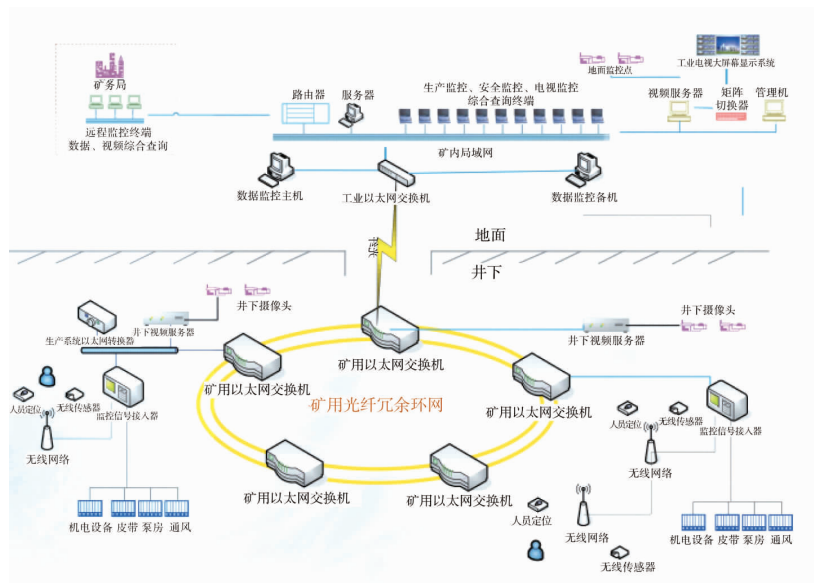 矿务局
远程监控终端
数据、视频综合查询
路由器
服务器
生产监控、安全监控、电视监控
综合查询终端
地面监控点
工业电视大屏幕显示系统
视频服务器
矩阵
切换器
管理机
矿内局域网
数据监控主机
工业以太网交换机
数据监控备机
地面
井下
井下摄像头
井下视频服务器
生产系统以太网转换器
矿用以太网交换机
矿用以太网交换机
井下视频服务器
井下摄像头
矿用以太网交换机
矿用光纤冗余环网
人员定位
无线传感器
监控信号接入器
无线网络
人员定位
无线传感器
监控信号接入器
无线网络
矿用以太网交换机
矿用以太网交换机
机电设备
皮带
泵房
通风
人员定位
无线网络
无线传感器
机电设备
皮带
泵房
通风